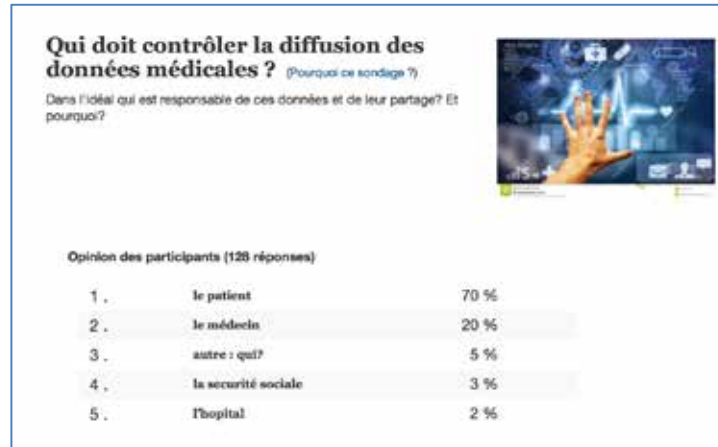 Qui doit contrôler la diffusion des
données médicales ? (Pourquoi ce sondage ?)
Dans l'idéal qui est responsable de ces données et de leur partage? Et
pourquoi?
Opinion des participants (128 réponses)
1. le patient 70 %
2. le médecin 20 %
3. autre : qui? 5 %
4. la securité sociale 3 %
5. l'hopital 2 %